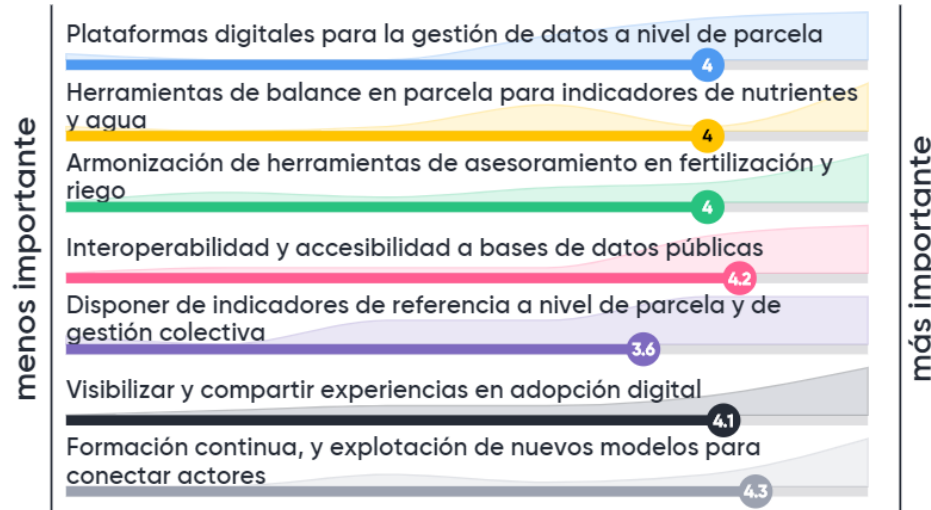 menos importante
Plataformas digitales para la gestión de datos a nivel de parcela
4
Herramientas de balance en parcela para indicadores de nutrientes
y agua
4
Armonización de herramientas de asesoramiento en fertilización y
riego
4
Interoperabilidad y accesibilidad a bases de datos públicas
4.2
Disponer de indicadores de referencia a nivel de parcela y de
gestión colectiva
3.6
Visibilizar y compartir experiencias en adopción digital
4.1
Formación continua, y explotación de nuevos modelos para
conectar actores
4.3
más importante